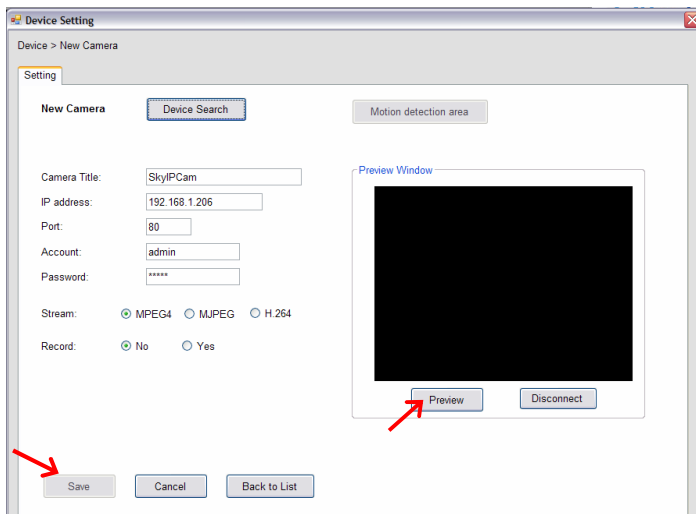 Device Setting
Device > New Camera
Setting
New Camera
Device Search
Motion detection area
Camera Title: SkyIPCam
IP address: 192.168.1.206
Port: 80
Account: admin
Password: *****
Stream: MPEG4 MJPEG H.264
Record: No Yes
Preview Window
Preview Disconnect
Save Cancel Back to List